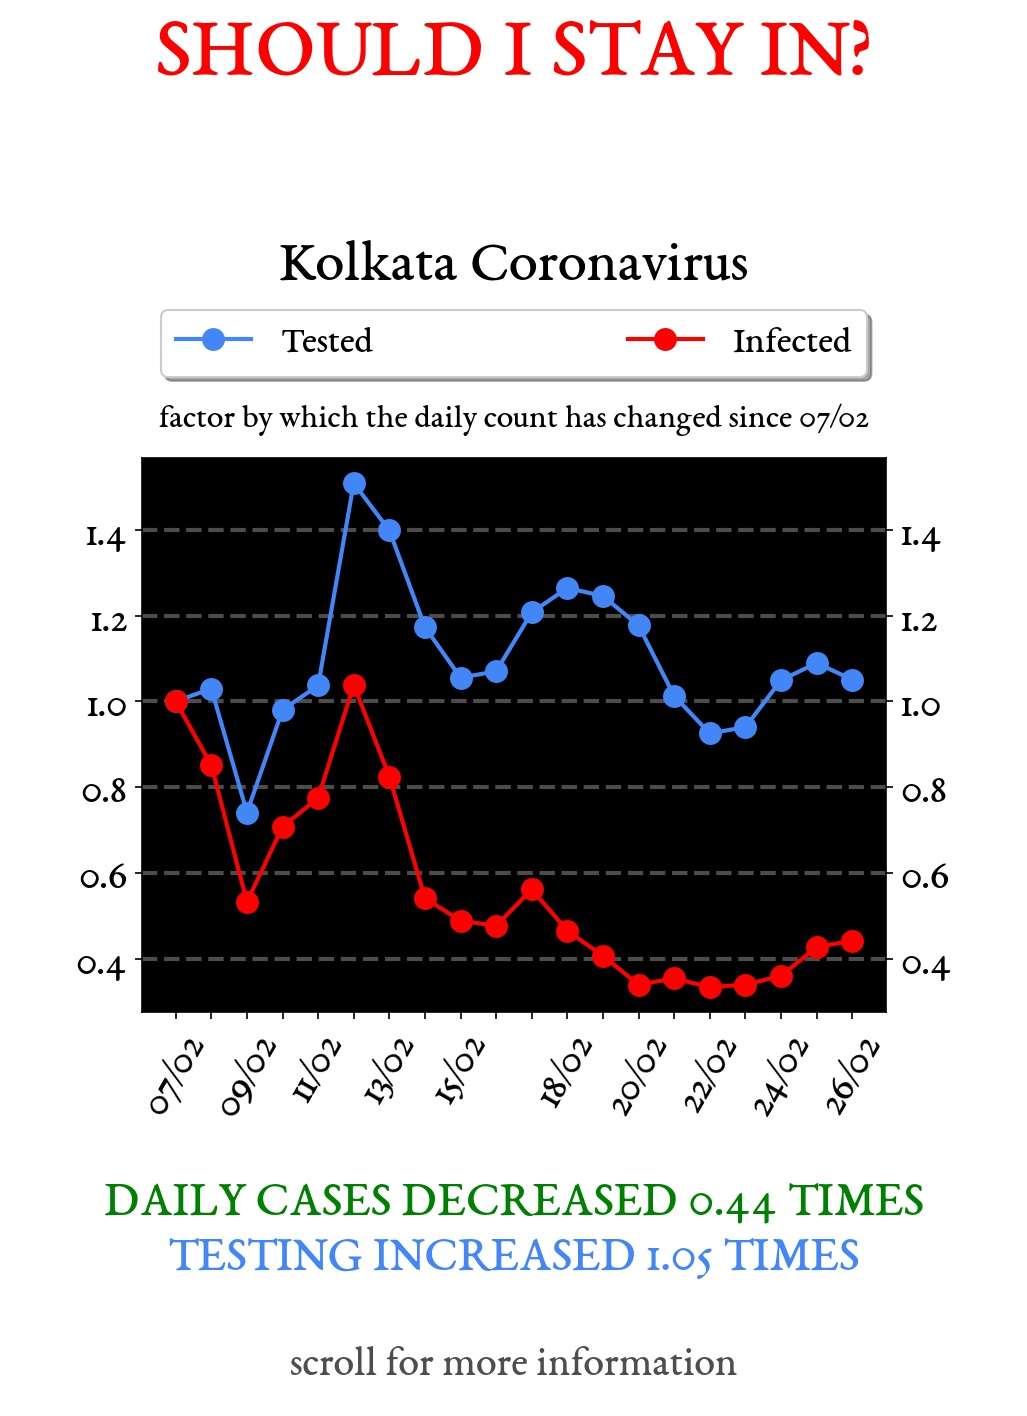 SHOULD I STAY IN?
Kolkata Coronavirus
Tested Infected
factor by which the daily count has changed since 07/02
1.4 1.4
1.2 1.2
1.0 1.0
0.8 0.8
0.6 0.6
0.4 0.4
07/02 09/02 11/02 13/02 15/02 18/02 20/02 22/02 24/02 26/02
DAILY CASES DECREASED 0.44 TIMES
TESTING INCREASED 1.05 TIMES
scroll for more information